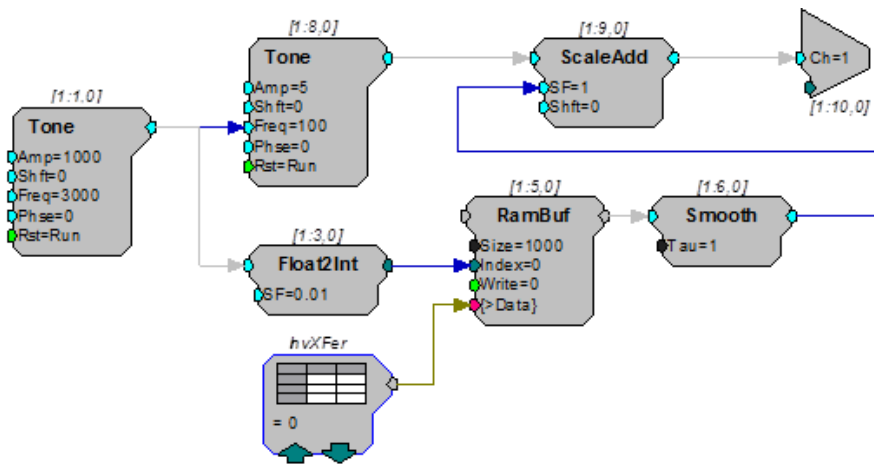 [1:1,0]
Tone
Amp=1000
Shft=0
Freq=3000
Phse=0
Rst=Run
[1:8,0]
Tone
Amp=5
Shft=0
Freq=100
Phse=0
Rst=Run
[1:9,0]
ScaleAdd
SF=1
Shft=0
Ch=1
[1:10,0]
[1:3,0]
Float2Int
SF=0.01
[1:5,0]
RamBuf
Size=1000
Index=0
Write=0
{>Data}
[1:6,0]
Smooth
Tau=1
hvXFer
= 0